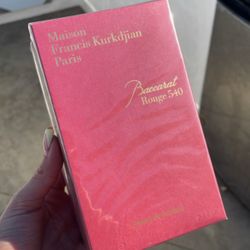 Maison
Francis Kurkdjian
Paris
Baccarat
Rouge 540